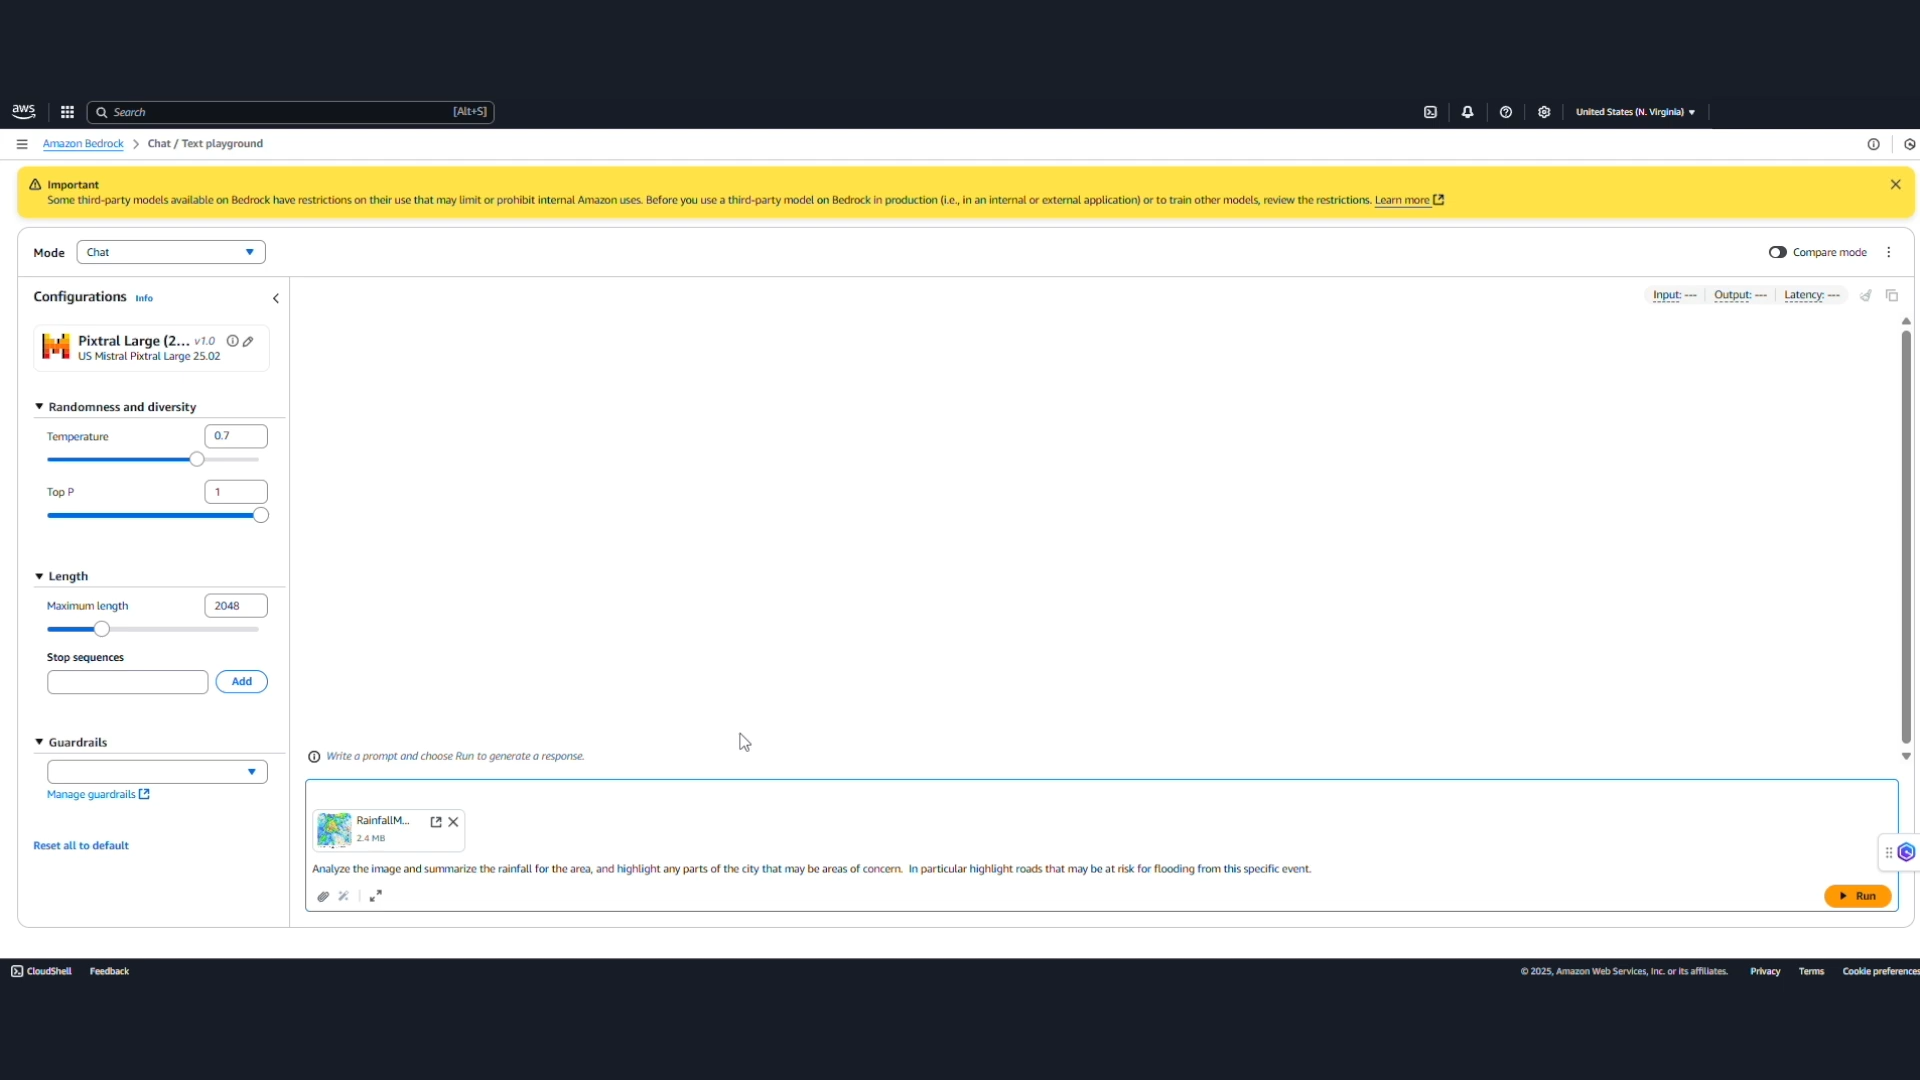 aws
Search [Alt+S]
United States (N. Virginia)
Amazon Bedrock > Chat / Text playground
Important
Some third-party models available on Bedrock have restrictions on their use that may limit or prohibit internal Amazon uses. Before you use a third-party model on Bedrock in production (i.e., in an internal or external application) or to train other models, review the restrictions. Learn more
Mode Chat
Compare mode
Configurations Info
Input: --- Output: --- Latency: ---
Pixtral Large (2... v1.0
US Mistral Pixtral Large 25.02
Randomness and diversity
Temperature 0.7
Top P 1
Length
Maximum length 2048
Stop sequences
Add
Guardrails
Manage guardrails
Reset all to default
Write a prompt and choose Run to generate a response.
RainfallM...
2.4 MB
Analyze the image and summarize the rainfall for the area, and highlight any parts of the city that may be areas of concern. In particular highlight roads that may be at risk for flooding from this specific event.
Run
CloudShell Feedback
© 2025, Amazon Web Services, Inc. or its affiliates. Privacy Terms Cookie preferences